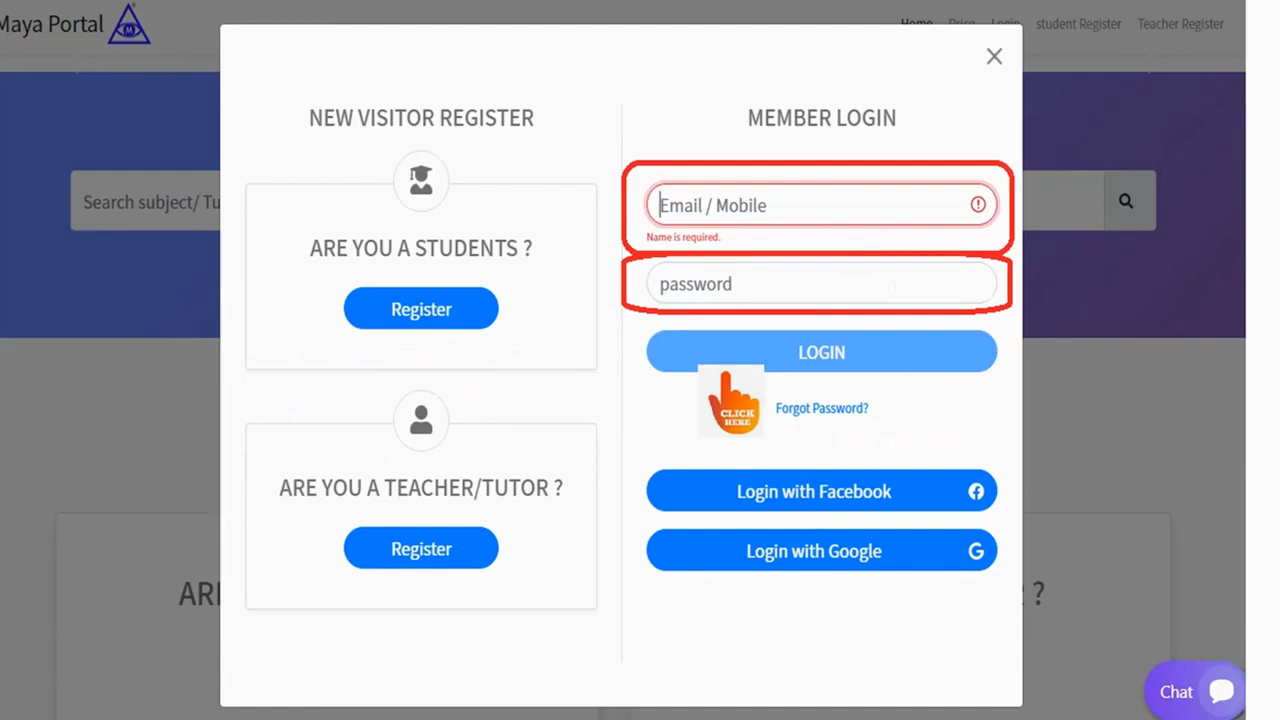 Maya Portal
M
Home Price Login student Register Teacher Register
Search subject/ Tu
NEW VISITOR REGISTER
ARE YOU A STUDENTS ?
Register
ARE YOU A TEACHER/TUTOR ?
Register
MEMBER LOGIN
Email / Mobile
Name is required.
password
LOGIN
CLICK
HERE
Forgot Password?
Login with Facebook
Login with Google
?
Chat